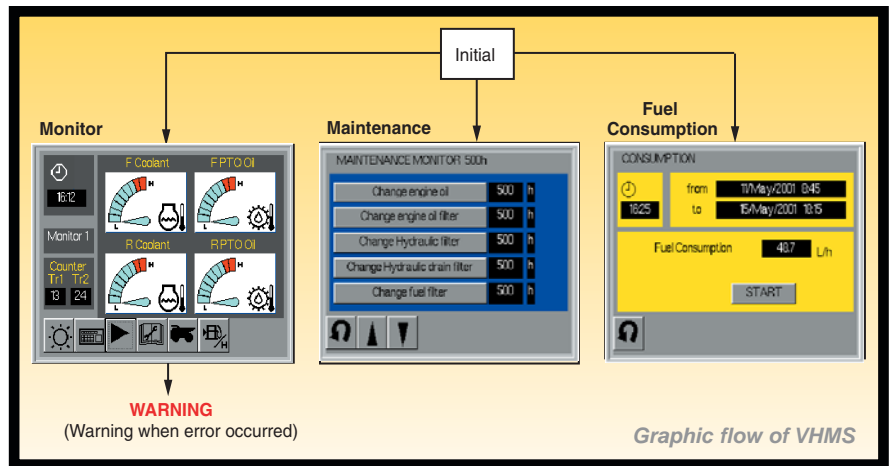 Initial
Monitor
Maintenance
Fuel
Consumption
16:12
Monitor 1
Counter
Tr1 Tr2
13 24
F Coolant
F PTO Oil
H
L
H
L
R Coolant
R PTO Oil
H
L
H
L
H
MAINTENANCE MONITOR 500h
Change engine oil 500 h
Change engine oil filter 500 h
Change Hydraulic filter 500 h
Change Hydraulic drain filter 500 h
Change fuel filter 500 h
CONSUMPTION
16:25
from 11/May/2001 8:45
to 15/May/2001 18:15
Fuel Consumption 48.7 L/h
START
H
WARNING
(Warning when error occurred)
Graphic flow of VHMS